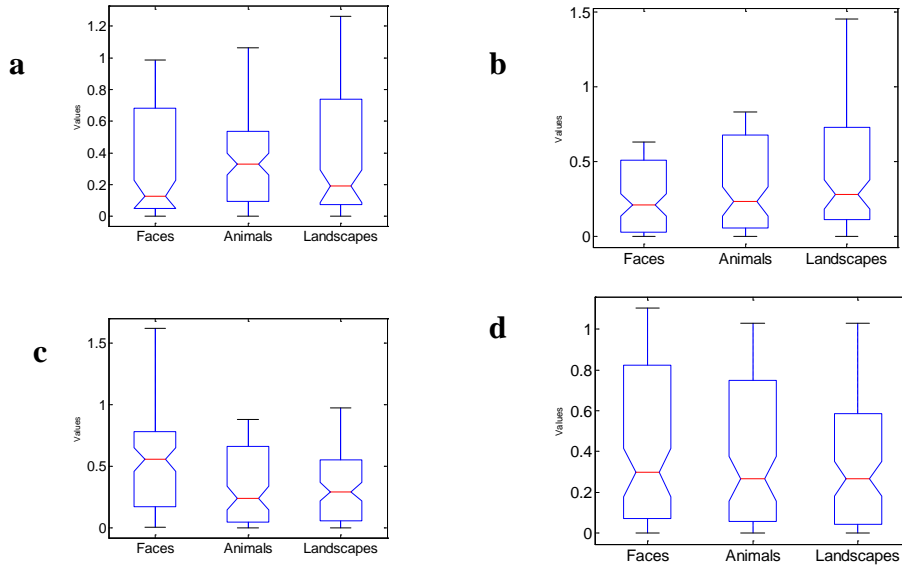 a
1.2
1
0.8
0.6
0.4
0.2
0
Values
Faces Animals Landscapes
b
1.5
1
0.5
0
Values
Faces Animals Landscapes
c
1.5
1
0.5
0
Values
Faces Animals Landscapes
d
1
0.8
0.6
0.4
0.2
0
Values
Faces Animals Landscapes